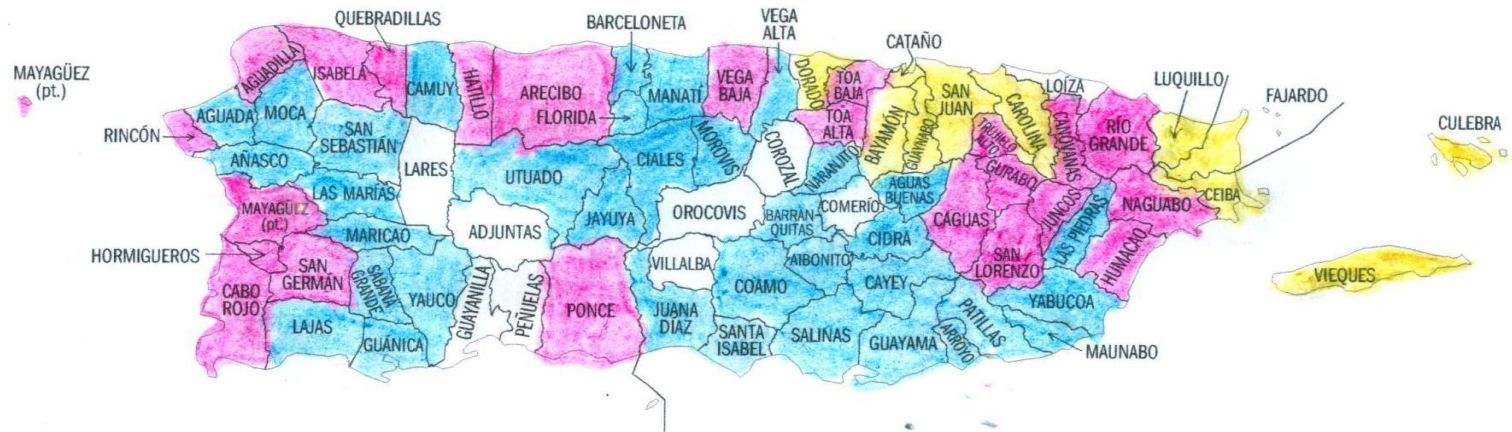 MAYAGÜEZ
(pt.)
QUEBRADILLAS
BARCELONETA
VEGA
ALTA
CATAÑO
LOÍZA
LUQUILLO
FAJARDO
CULEBRA
AGUADILLA
ISABELA
CAMUY
HATILLO
ARECIBO
FLORIDA
MANATÍ
VEGA
BAJA
DORADO
TOA
BAJA
TOA
ALTA
BAYAMÓN
GUAYNABO
SAN
JUAN
CAROLINA
TRUJILLO
ALTO
CANÓVANAS
RÍO
GRANDE
RINCÓN
AGUADA
MOCA
SAN
SEBASTIÁN
AÑASCO
LARES
UTUADO
CIALES
MOROVIS
COROZAL
NARANJITO
AGUAS
BUENAS
GURABO
CAGUAS
JUNCOS
LAS PIEDRAS
NAGUABO
CEIBA
LAS MARÍAS
MAYAGÜEZ
(pt.)
MARICAO
ADJUNTAS
JAYUYA
OROCOVIS
BARRAN-
QUITAS
COMERÍO
CIDRA
SAN
LORENZO
HUMACAO
VIEQUES
HORMIGUEROS
CABO
ROJO
SAN
GERMÁN
SABANA
GRANDE
YAUCO
GUAYANILLA
PEÑUELAS
PONCE
VILLALBA
JUANA
DÍAZ
COAMO
AIBONITO
CAYEY
YABUCOA
LAJAS
GUÁNICA
SANTA
ISABEL
SALINAS
GUAYAMA
ARROYO
PATILLAS
MAUNABO